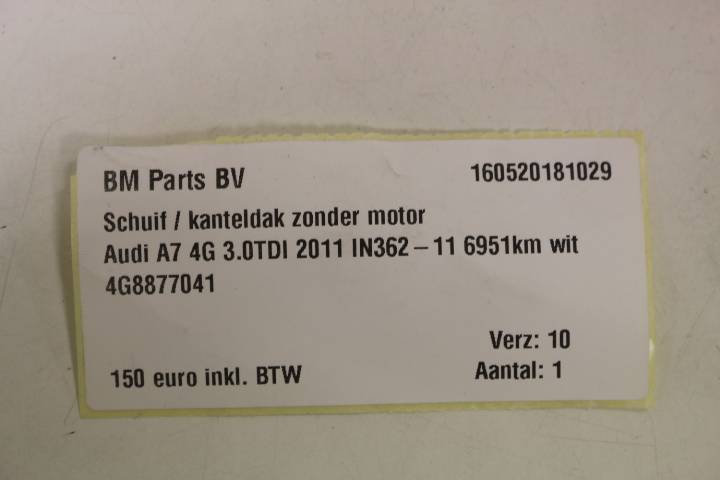 BM Parts BV 160520181029
Schuif / kanteldak zonder motor
Audi A7 4G 3.0TDI 2011 IN362 – 11 6951km wit
4G8877041
Verz: 10
150 euro inkl. BTW Aantal: 1